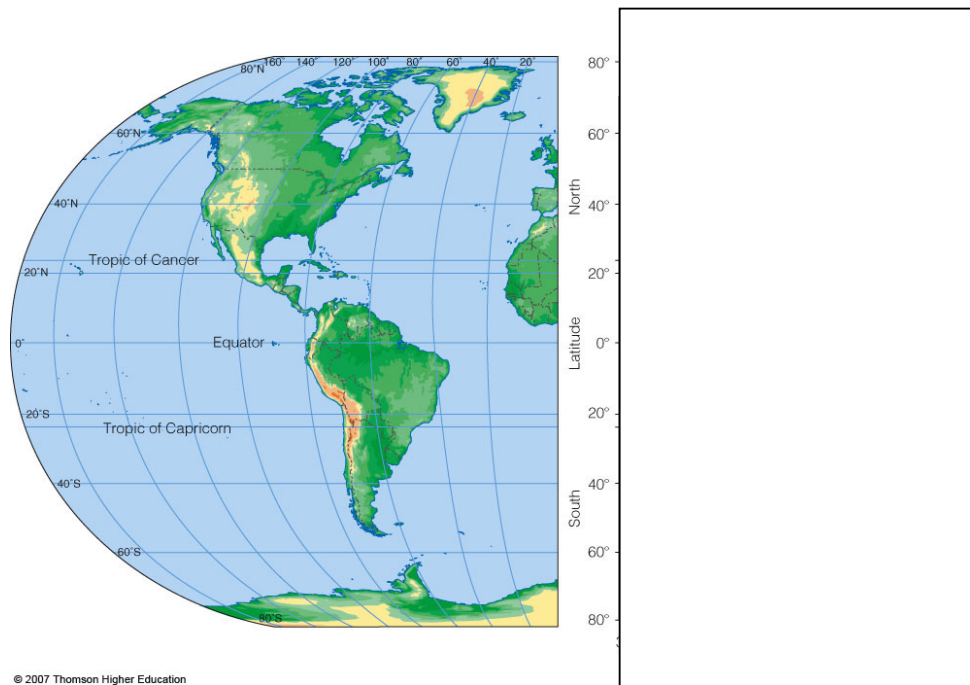 160° 140° 120° 100° 80° 60° 40° 20°
80°N
80°
60°N
60°
North
40°N
40°
Tropic of Cancer
20°N
20°
Latitude
0°
Equator
0°
20°S
20°
Tropic of Capricorn
40°S
40°
South
60°S
60°
80°S
80°
© 2007 Thomson Higher Education